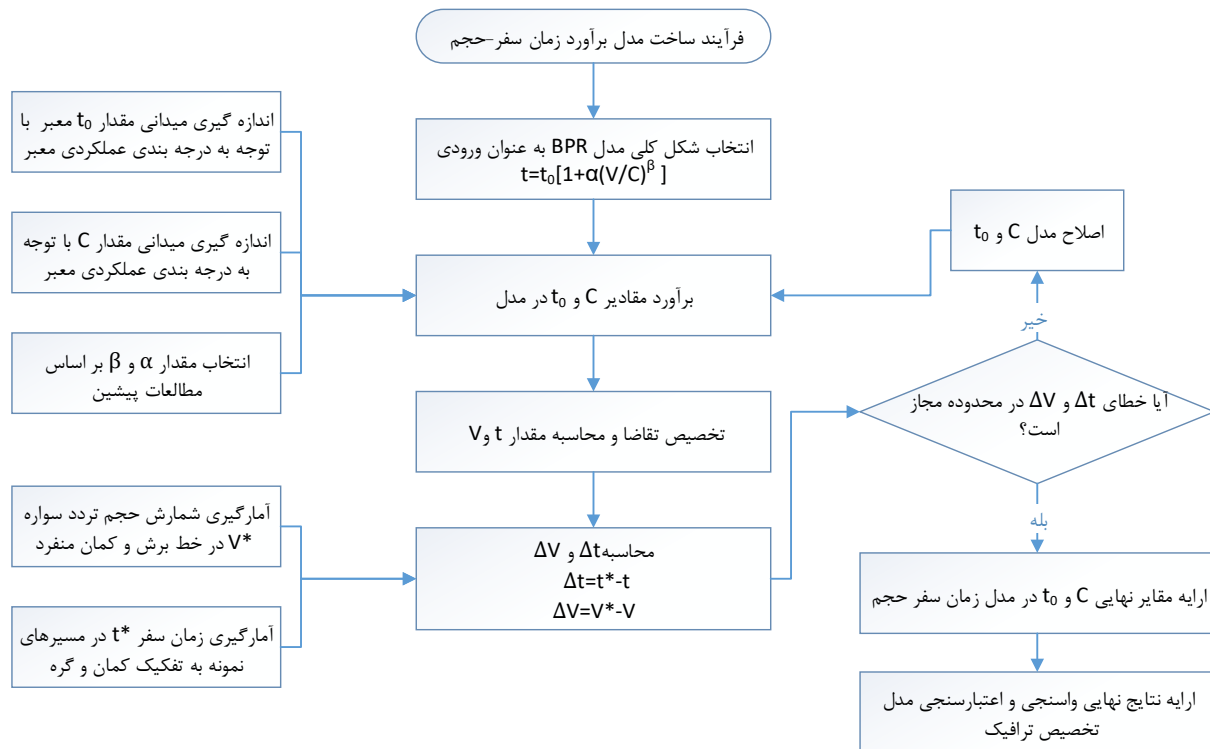 فرآیند ساخت مدل برآورد زمان سفر-حجم
انتخاب شکل کلی مدل BPR به عنوان ورودی
t=t₀[1+α(V/C)^β ]
اندازه گیری میدانی مقدار t₀ معبر با
توجه به درجه بندی عملکردی معبر
اندازه گیری میدانی مقدار C با توجه
به درجه بندی عملکردی معبر
انتخاب مقدار α و β بر اساس
مطالعات پیشین
برآورد مقادیر C و t₀ در مدل
تخصیص تقاضا و محاسبه مقدار t وV
آمارگیری شمارش حجم تردد سواره
V* در خط برش و کمان منفرد
آمارگیری زمان سفر t* در مسیرهای
نمونه به تفکیک کمان و گره
محاسبهΔt و ΔV
Δt=t*-t
ΔV=V*-V
اصلاح مدل C و t₀
خیر
آیا خطای Δt و ΔV در محدوده مجاز
است؟
بله
ارایه مقایر نهایی C و t₀ در مدل زمان سفر حجم
ارایه نتایج نهایی واسنجی و اعتبارسنجی مدل
تخصیص ترافیک